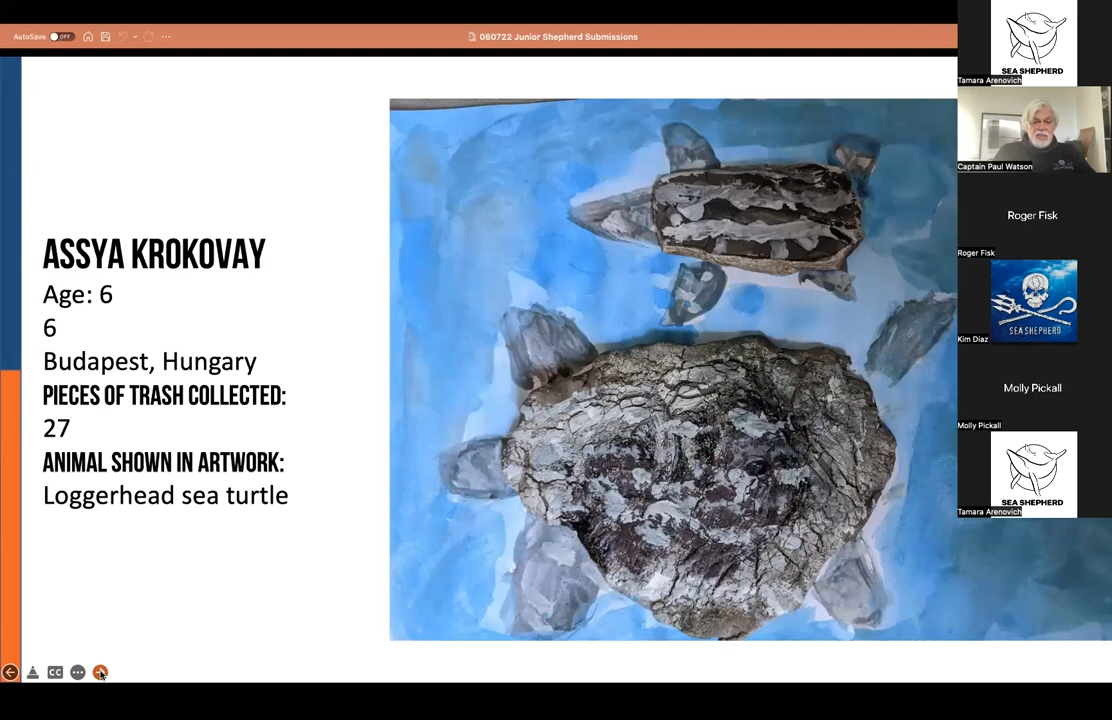 AutoSave OFF
060722 Junior Shepherd Submissions
ASSYA KROKOVAY
Age: 6
6
Budapest, Hungary
PIECES OF TRASH COLLECTED:
27
ANIMAL SHOWN IN ARTWORK:
Loggerhead sea turtle
CC
SEA SHEPHERD
Tamara Arenovich
Captain Paul Watson
Roger Fisk
Roger Fisk
SEA SHEPHERD
Kim Diaz
Molly Pickall
Molly Pickall
SEA SHEPHERD
Tamara Arenovich